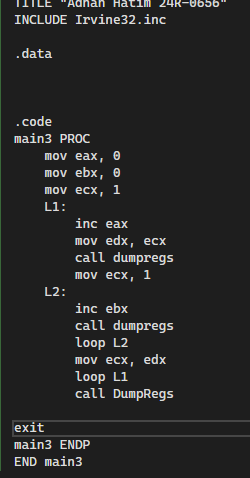 TITLE "Adnan Hatim 24R-0656"
INCLUDE Irvine32.inc
.data
.code
main3 PROC
mov eax, 0
mov ebx, 0
mov ecx, 1
L1:
inc eax
mov edx, ecx
call dumpregs
mov ecx, 1
L2:
inc ebx
call dumpregs
loop L2
mov ecx, edx
loop L1
call DumpRegs
exit
main3 ENDP
END main3